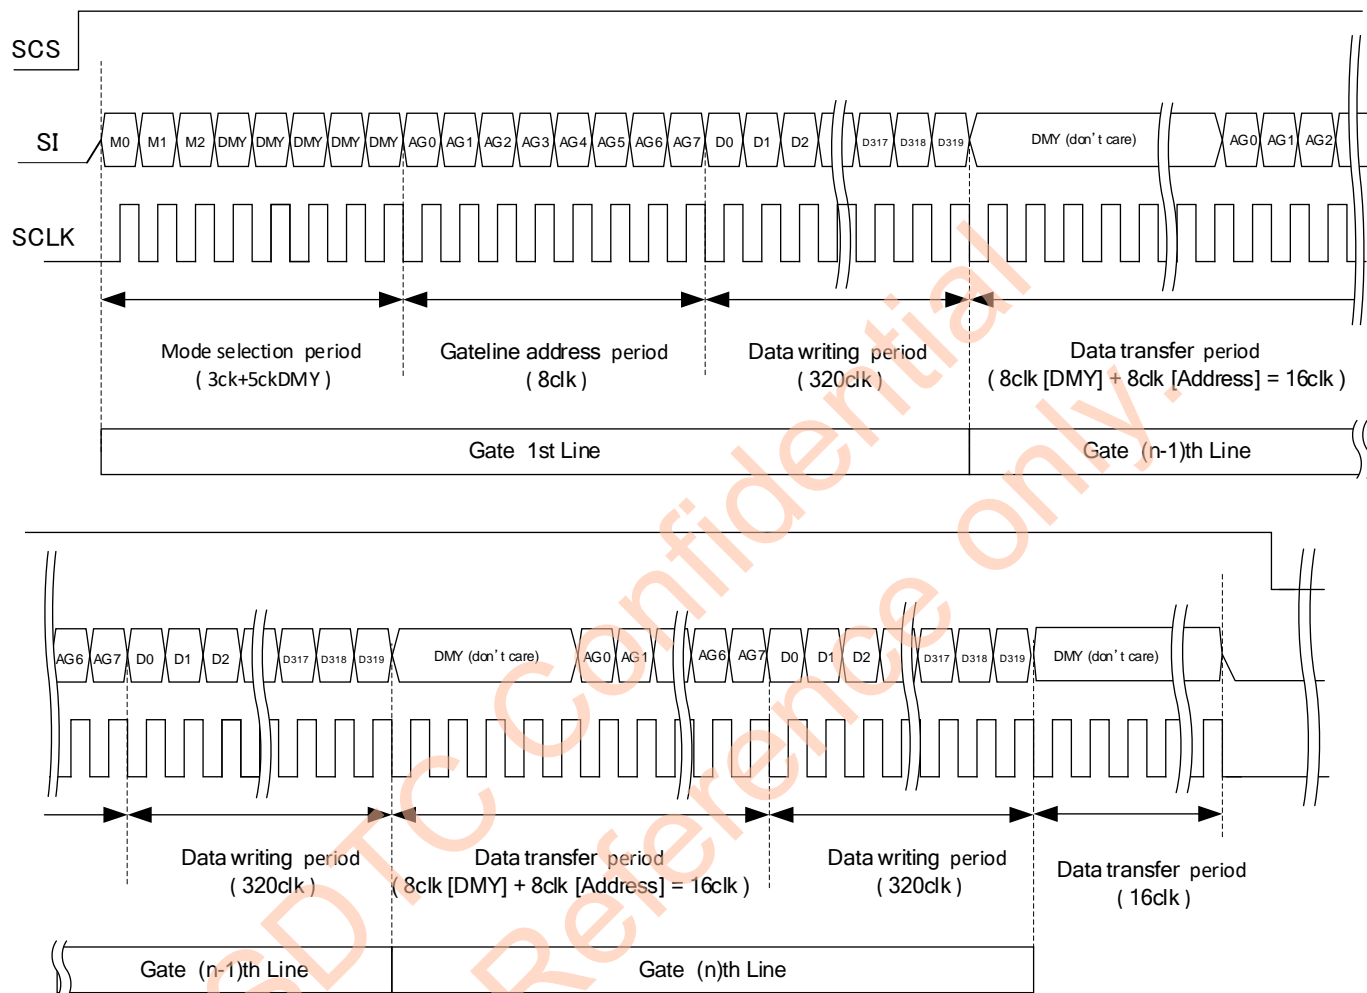 SCS
SI
M0 M1 M2 DMY DMY DMY DMY DMY AG0 AG1 AG2 AG3 AG4 AG5 AG6 AG7 D0 D1 D2 D317 D318 D319 DMY (don't care) AG0 AG1 AG2
SCLK
Mode selection period
( 3ck+5ckDMY )
Gateline address period
( 8clk )
Data writing period
( 320clk )
Data transfer period
( 8clk [DMY] + 8clk [Address] = 16clk )
Gate 1st Line
Gate (n-1)th Line
AG6 AG7 D0 D1 D2 D317 D318 D319 DMY (don't care) AG0 AG1 AG6 AG7 D0 D1 D2 D317 D318 D319 DMY (don't care)
Data writing period
( 320clk )
Data transfer period
( 8clk [DMY] + 8clk [Address] = 16clk )
Data writing period
( 320clk )
Data transfer period
( 16clk )
Gate (n-1)th Line
Gate (n)th Line
SDTC Confidential
Reference only.